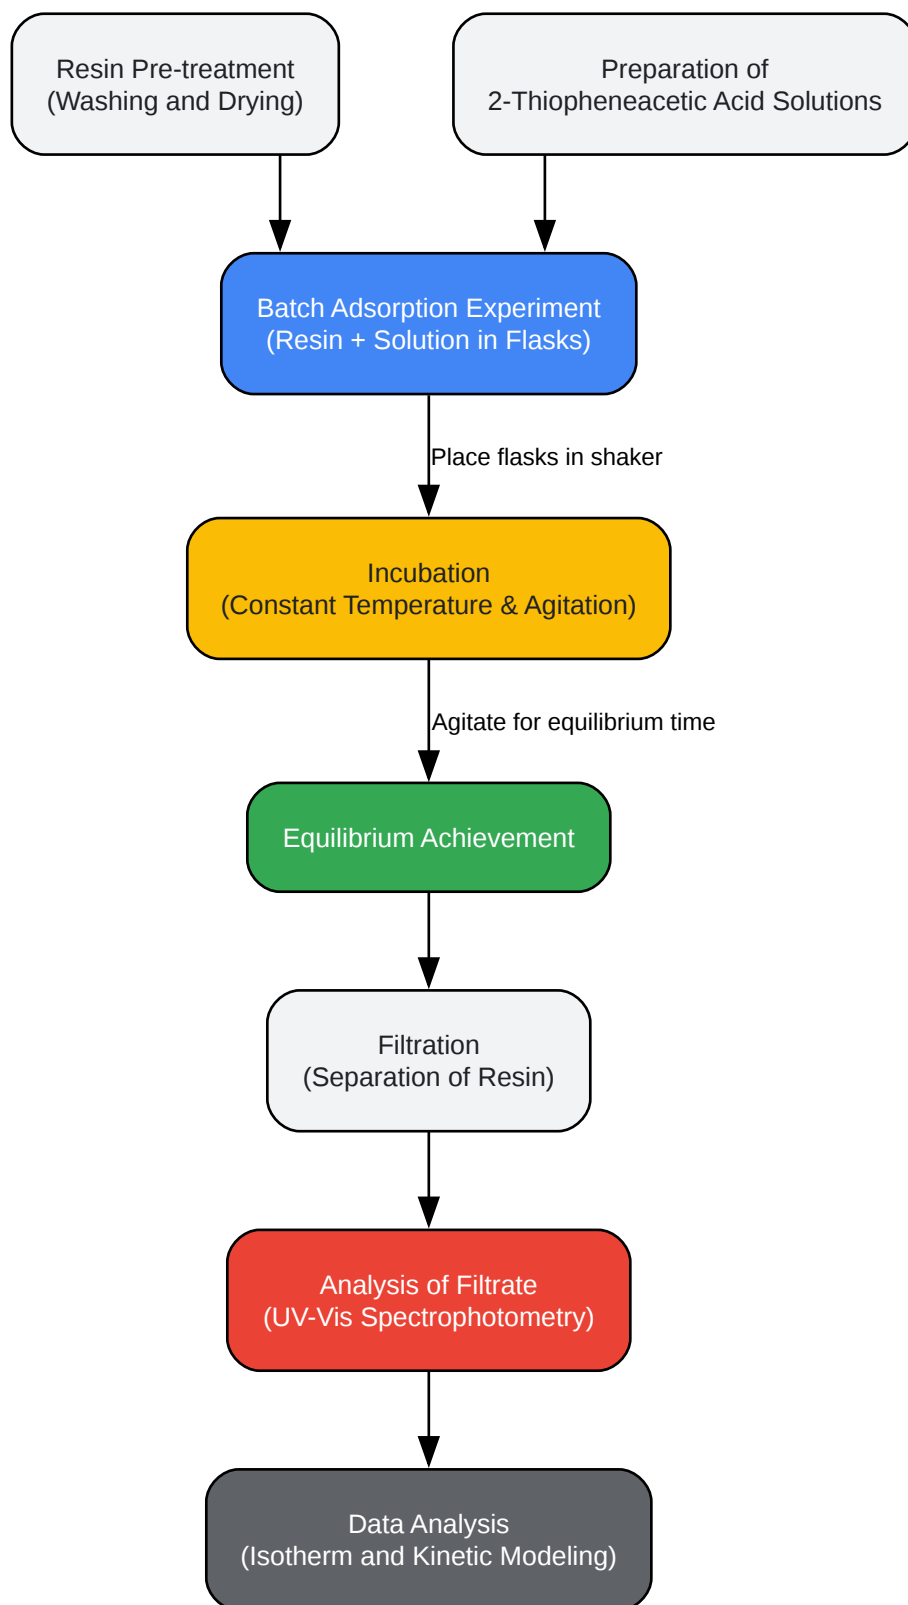 Resin Pre-treatment
(Washing and Drying)
Preparation of
2-Thiopheneacetic Acid Solutions
Batch Adsorption Experiment
(Resin + Solution in Flasks)
Place flasks in shaker
Incubation
(Constant Temperature & Agitation)
Agitate for equilibrium time
Equilibrium Achievement
Filtration
(Separation of Resin)
Analysis of Filtrate
(UV-Vis Spectrophotometry)
Data Analysis
(Isotherm and Kinetic Modeling)